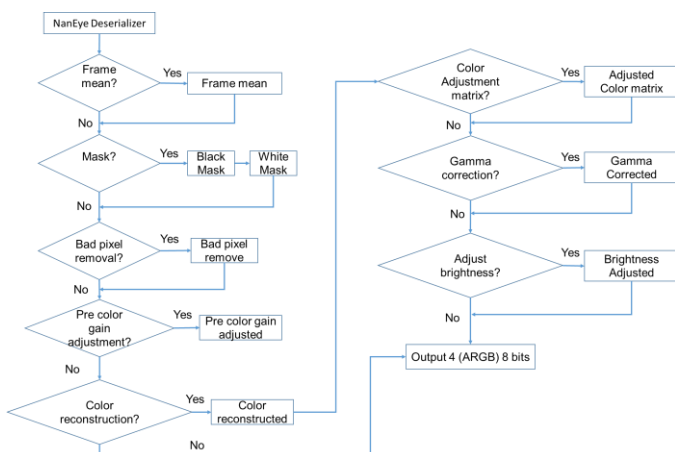 NanEye Deserializer
Frame
mean?
Yes
Frame mean
No
Mask?
Yes
Black
Mask
White
Mask
No
Bad pixel
removal?
Yes
Bad pixel
remove
No
Pre color
gain
adjustment?
Yes
Pre color gain
adjusted
No
Color
reconstruction?
Yes
Color
reconstructed
No
Color
Adjustment
matrix?
Yes
Adjusted
Color matrix
No
Gamma
correction?
Yes
Gamma
Corrected
No
Adjust
brightness?
Yes
Brightness
Adjusted
No
Output 4 (ARGB) 8 bits